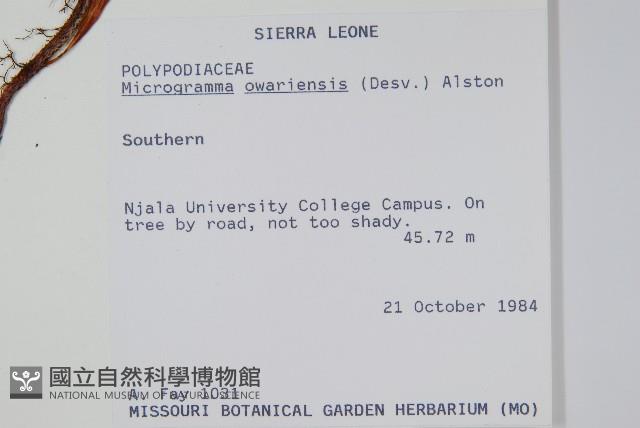 SIERRA LEONE
POLYPODIACEAE
Microgramma owariensis (Desv.) Alston
Southern
Njala University College Campus. On
tree by road, not too shady.
45.72 m
21 October 1984
國立自然科學博物館
NATIONAL MUSEUM OF NATURAL SCIENCE
A. Fay 1031
MISSOURI BOTANICAL GARDEN HERBARIUM (MO)